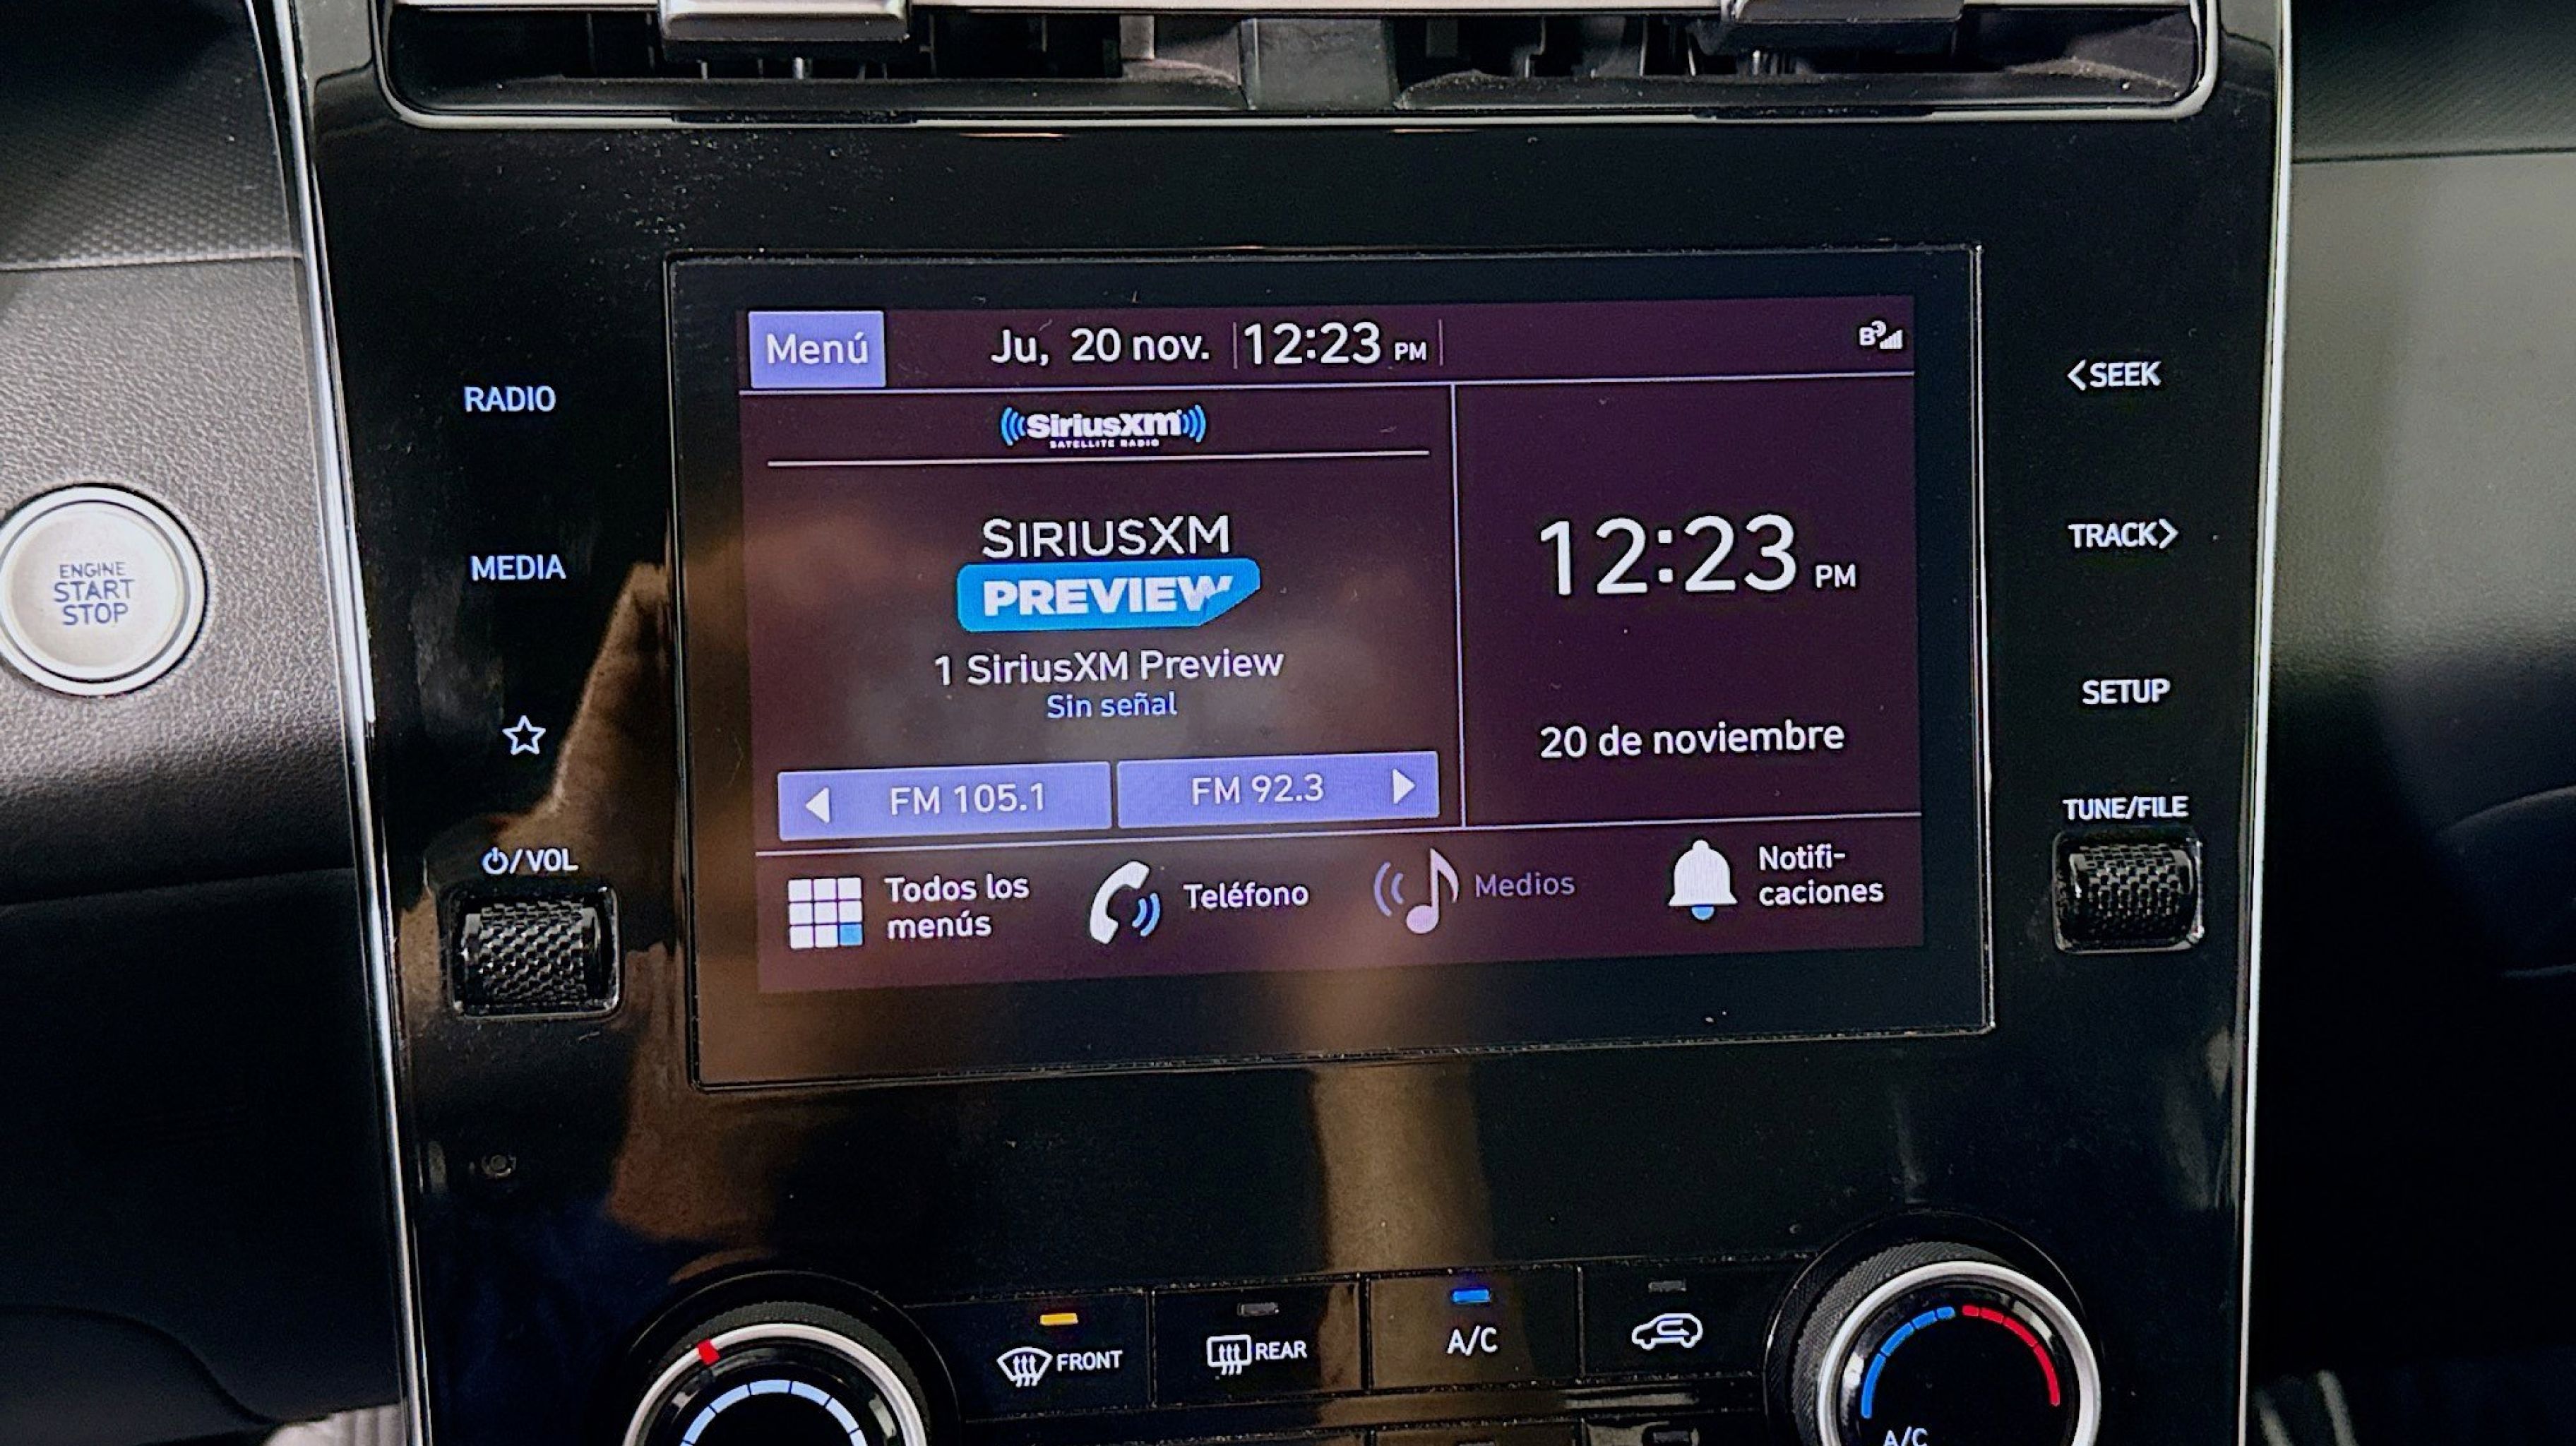 Menú
Ju, 20 nov.
12:23 PM
B
SiriusXM
SATELLITE RADIO
SIRIUSXM
PREVIEW
1 SiriusXM Preview
Sin señal
FM 105.1
FM 92.3
12:23 PM
20 de noviembre
Todos los
menús
Teléfono
Medios
Notifi-
caciones
RADIO
MEDIA
/VOL
ENGINE
START
STOP
<SEEK
TRACK>
SETUP
TUNE/FILE
FRONT
REAR
A/C
A/C